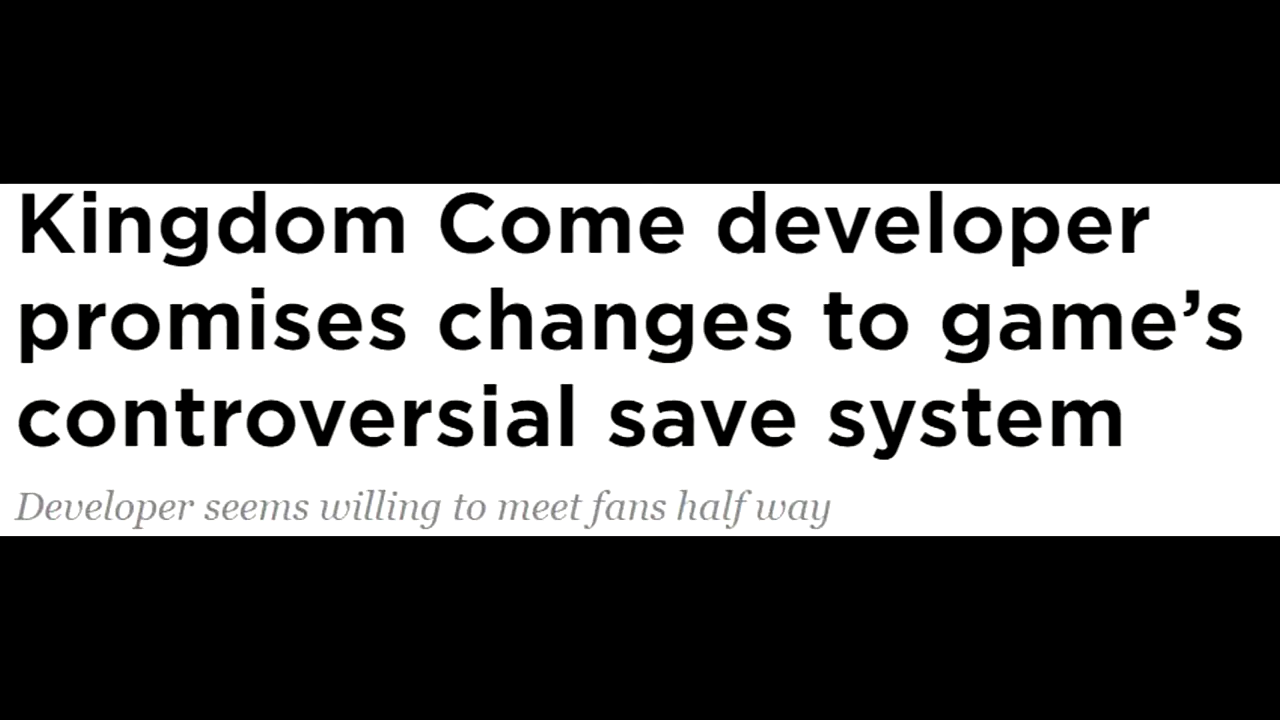 Kingdom Come developer
promises changes to game’s
controversial save system
Developer seems willing to meet fans half way